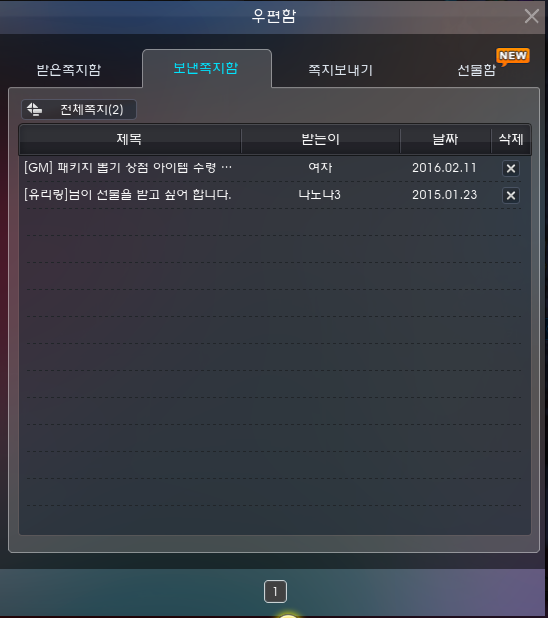 우편함
받은쪽지함 보낸쪽지함 쪽지보내기 선물함 NEW
전체쪽지(2)
제목 받는이 날짜 삭제
[GM] 패키지 뽑기 상점 아이템 수령 ··· 여자 2016.02.11
[유리링]님이 선물을 받고 싶어 합니다. 나노나3 2015.01.23
1